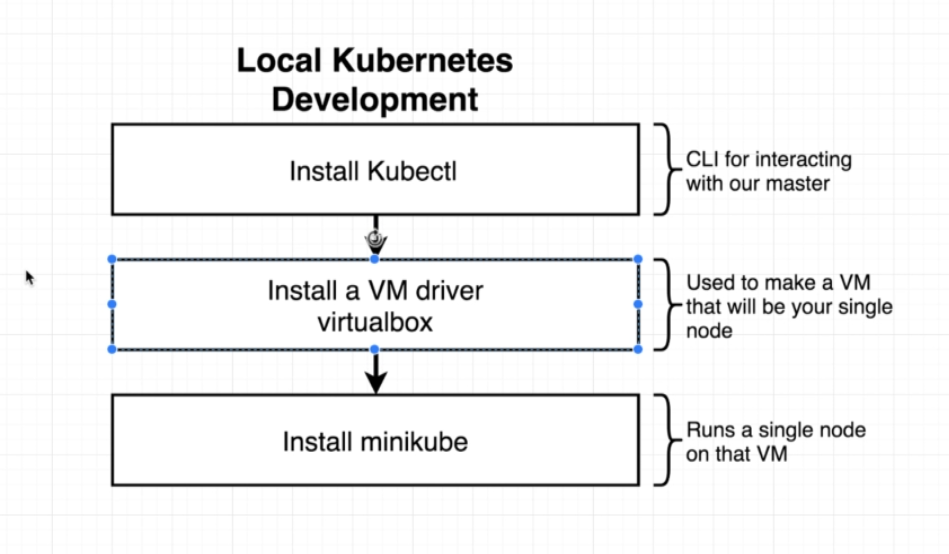 Local Kubernetes
Development
Install Kubectl
CLI for interacting
with our master
Install a VM driver
virtualbox
Used to make a VM
that will be your single
node
Install minikube
Runs a single node
on that VM